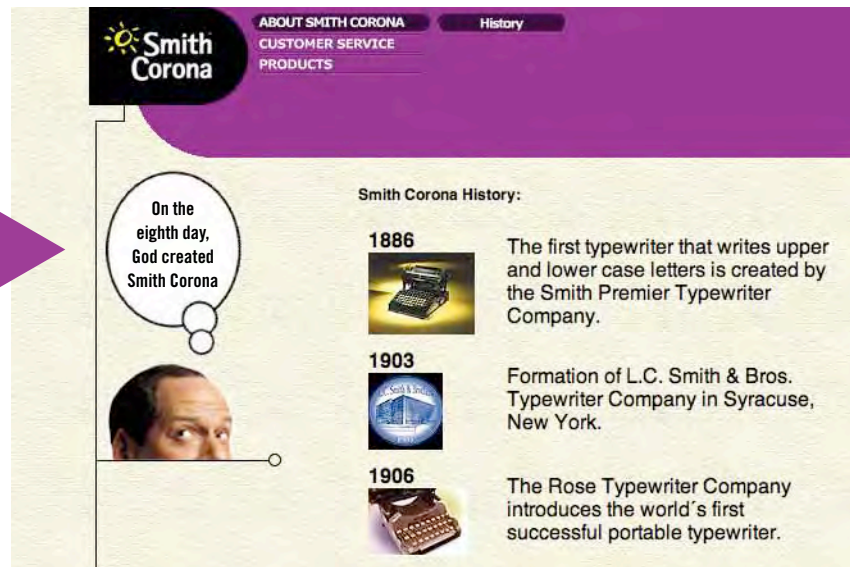 Smith
Corona
ABOUT SMITH CORONA
History
CUSTOMER SERVICE
PRODUCTS
On the
eighth day,
God created
Smith Corona
Smith Corona History:
1886
The first typewriter that writes upper
and lower case letters is created by
the Smith Premier Typewriter
Company.
1903
Formation of L.C. Smith & Bros.
Typewriter Company in Syracuse,
New York.
1906
The Rose Typewriter Company
introduces the world´s first
successful portable typewriter.